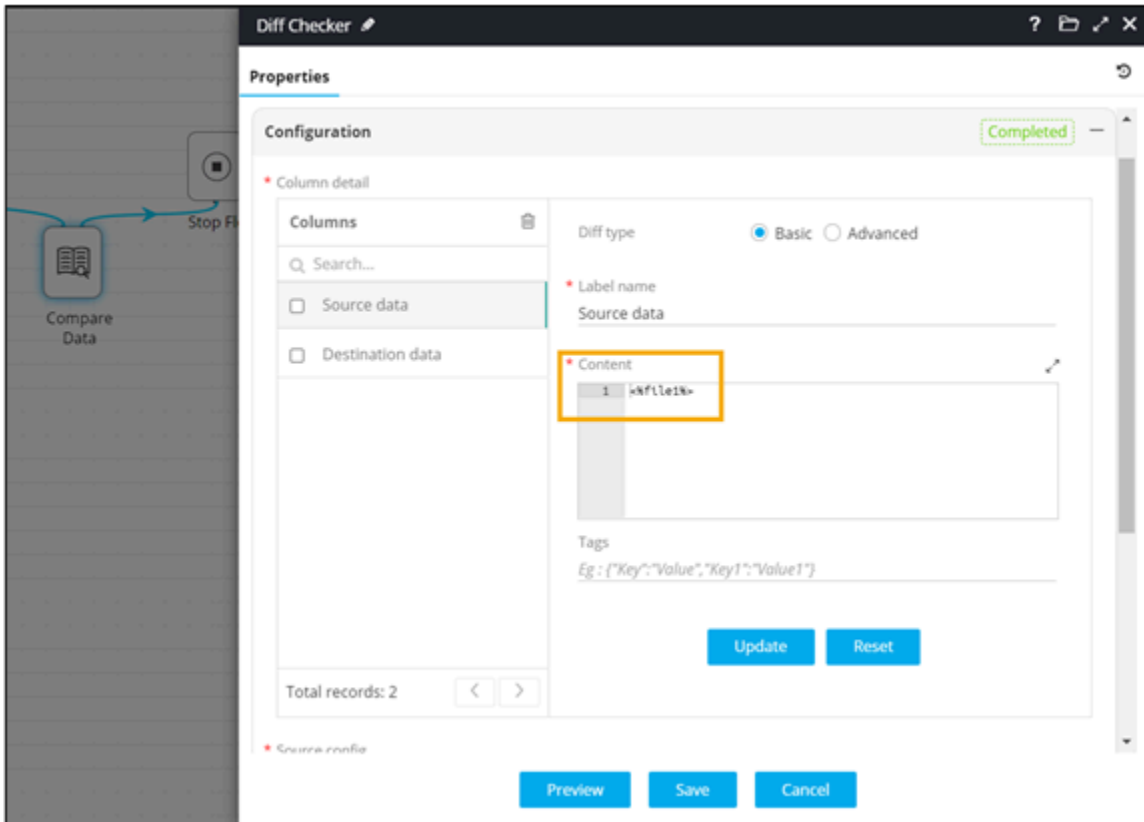 Diff Checker
?
Properties
Configuration
Completed
* Column detail
Columns
Search...
Source data
Destination data
Total records: 2
Diff type
Basic
Advanced
* Label name
Source data
* Content
1 <%file1%>
Tags
Eg : {"Key":"Value","Key1":"Value1"}
Update
Reset
* Source config
Preview
Save
Cancel
Stop Fl
Compare
Data